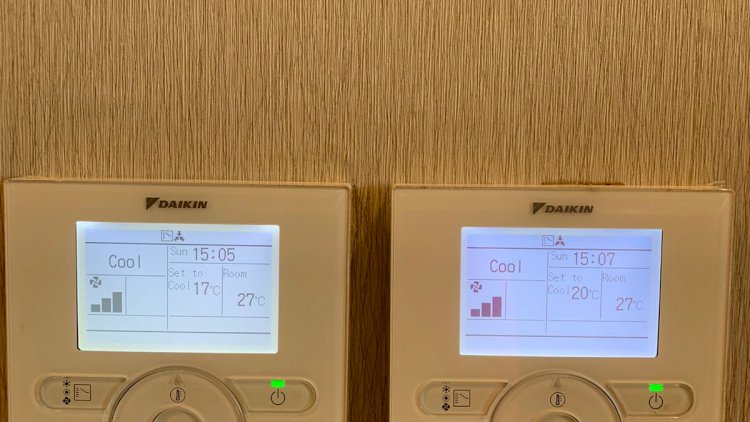 DAIKIN
Cool
Sun 15:05
Set to
Cool 17°C
Room
27°C
DAIKIN
Cool
Sun 15:07
Set to
Cool 20°C
Room
27°C